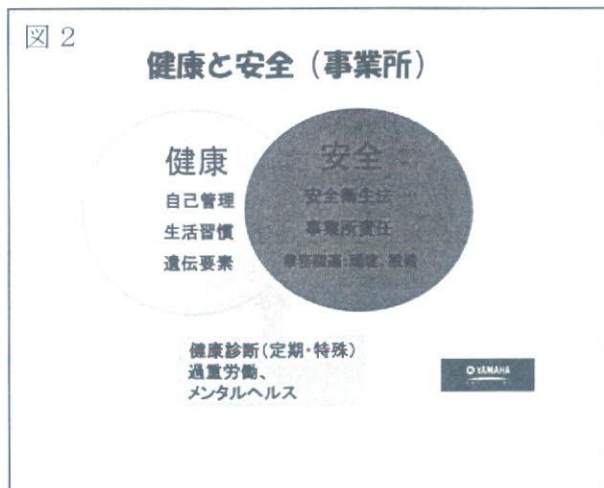 図 2
健康と安全（事業所）
健康
自己管理
生活習慣
遺伝要素
安全
安全衛生法
事業所責任
健康診断（定期・特殊）
過重労働、
メンタルヘルス
YAMAHA